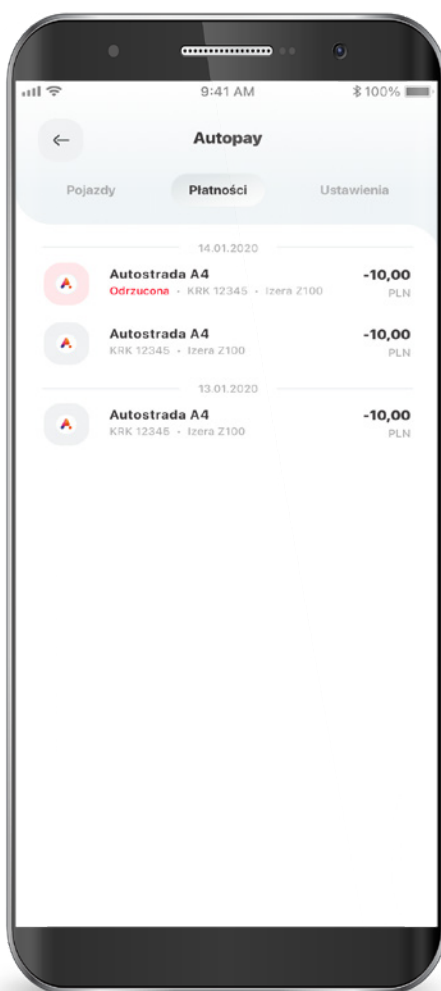 9:41 AM
100%
Autopay
Pojazdy
Płatności
Ustawienia
14.01.2020
Autostrada A4
-10,00
Odrzucona • KRK 12345 • Izera Z100
PLN
Autostrada A4
-10,00
KRK 12345 • Izera Z100
PLN
13.01.2020
Autostrada A4
-10,00
KRK 12345 • Izera Z100
PLN